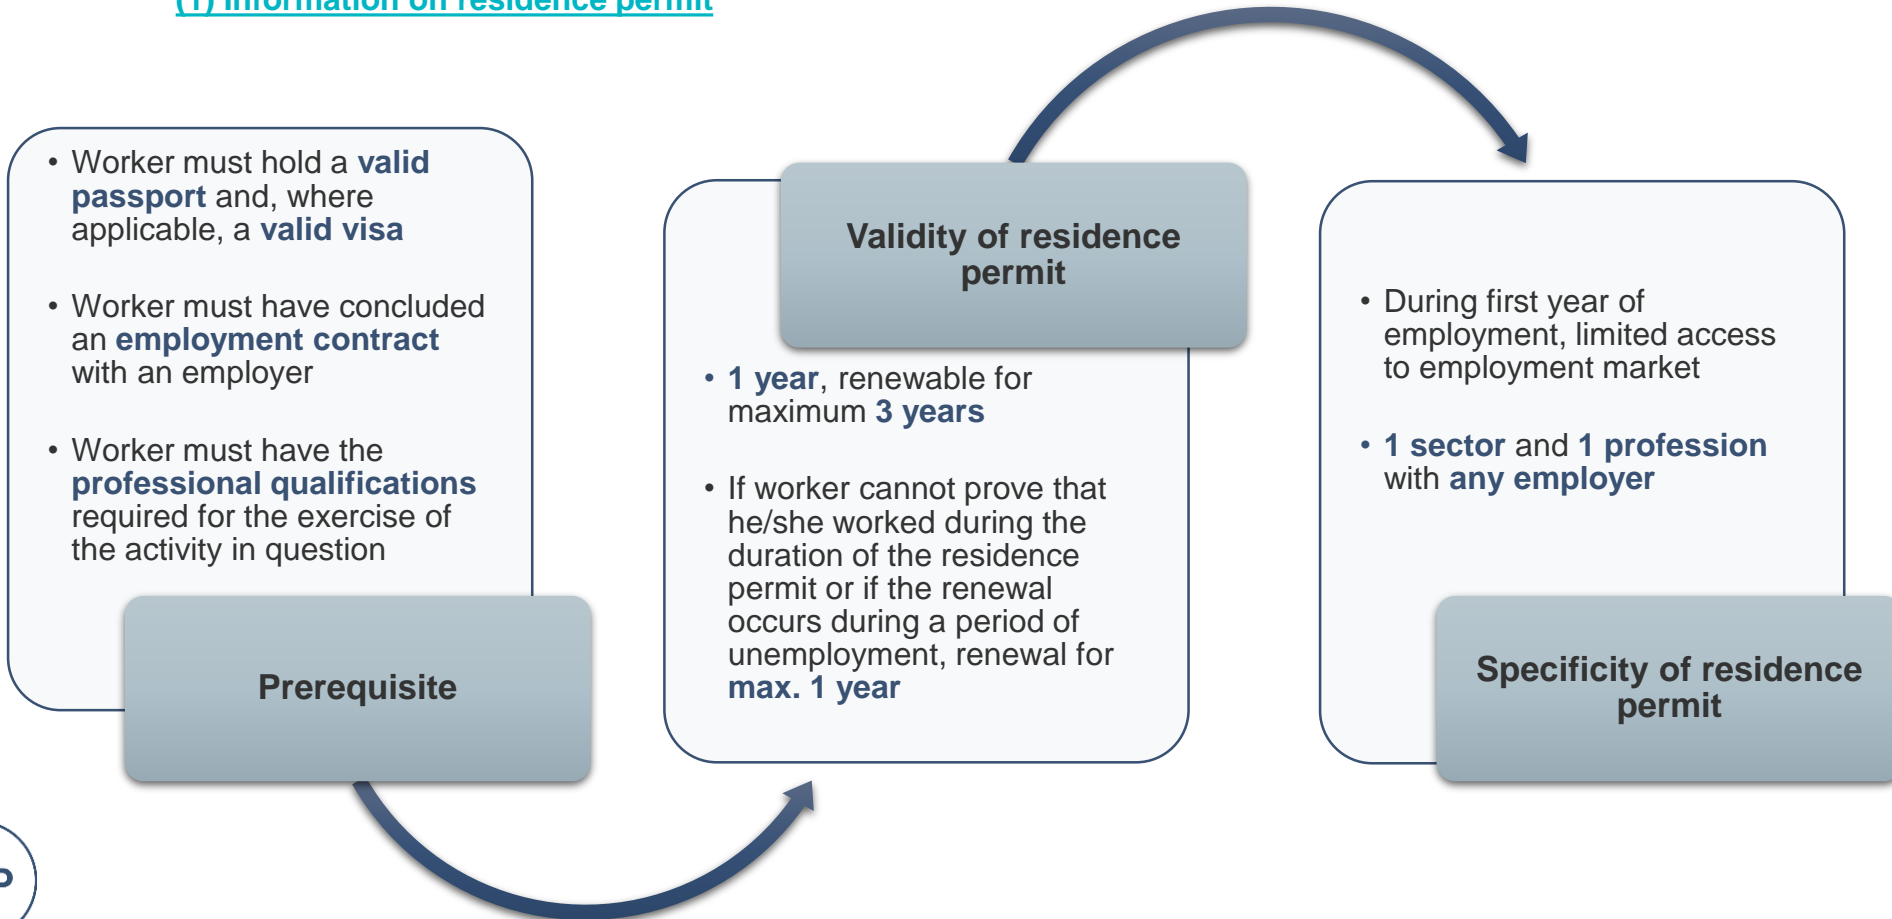 (1) Information on residence permit
• Worker must hold a valid
passport and, where
applicable, a valid visa
• Worker must have concluded
an employment contract
with an employer
• Worker must have the
professional qualifications
required for the exercise of
the activity in question
Prerequisite
Validity of residence
permit
• 1 year, renewable for
maximum 3 years
• If worker cannot prove that
he/she worked during the
duration of the residence
permit or if the renewal
occurs during a period of
unemployment, renewal for
max. 1 year
• During first year of
employment, limited access
to employment market
• 1 sector and 1 profession
with any employer
Specificity of residence
permit
P